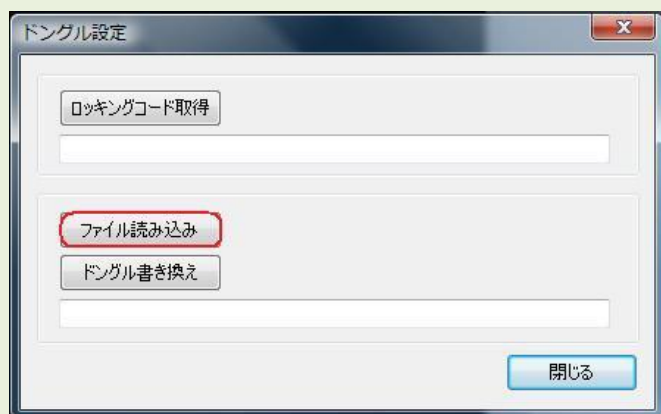 ドングル設定
ロッキングコード取得
ファイル読み込み
ドングル書き換え
閉じる